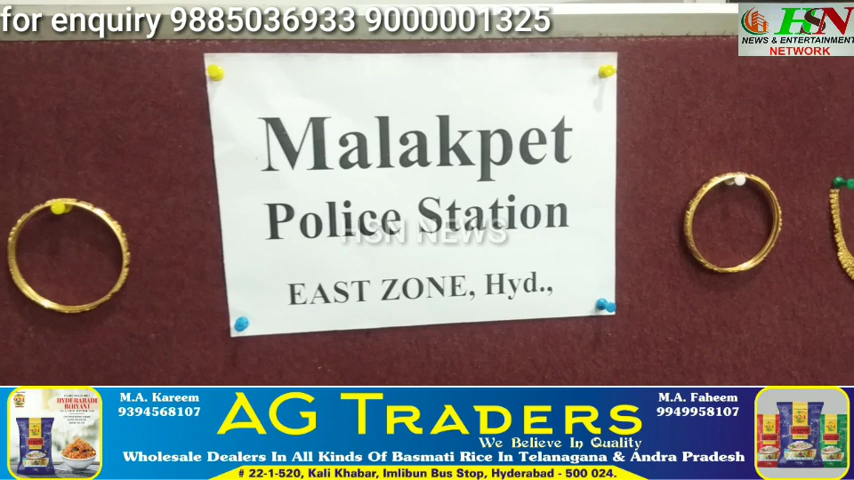 for enquiry 9885036933 9000001325
HSN
NEWS & ENTERTAINMENT
NETWORK
Malakpet
Police Station
HSN NEWS
EAST ZONE, Hyd.,
M.A. Kareem
9394568107
AG TRADERS
We Believe In Quality
M.A. Faheem
9949958107
Wholesale Dealers In All Kinds Of Basmati Rice In Telanagana & Andra Pradesh
# 22-1-520, Kali Khabar, Imlibun Bus Stop, Hyderabad - 500 024.
HYDERABADI
BIRYANI